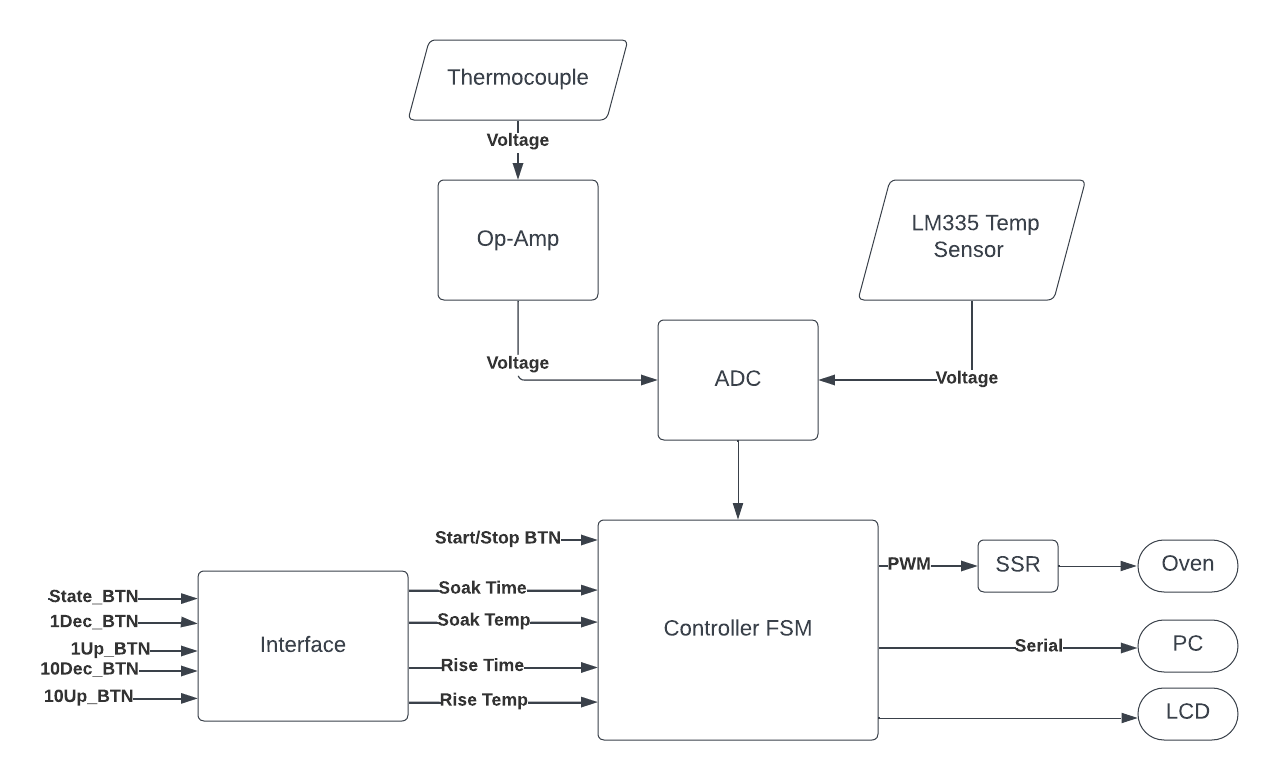 Thermocouple
Voltage
Op-Amp
LM335 Temp
Sensor
Voltage
ADC
Voltage
Start/Stop BTN
PWM
SSR
Oven
State_BTN
1Dec_BTN
1Up_BTN
10Dec_BTN
10Up_BTN
Interface
Soak Time
Soak Temp
Rise Time
Rise Temp
Controller FSM
Serial
PC
LCD